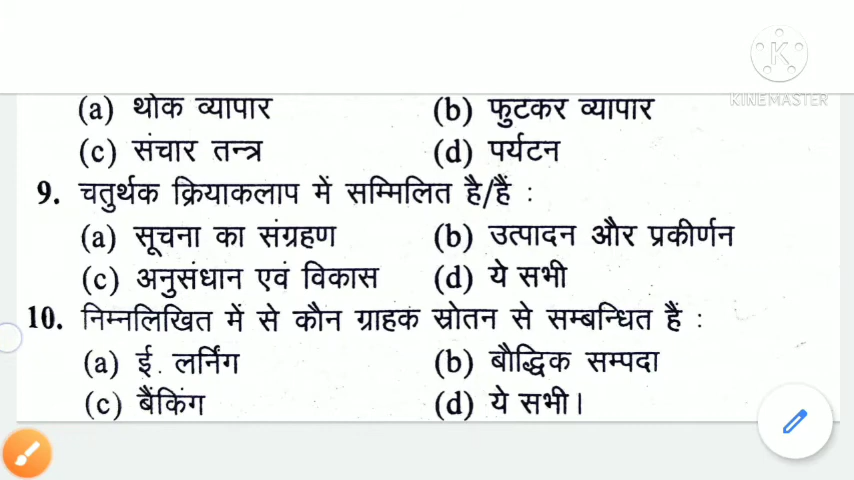 K
KINEMASTER
(a) थोक व्यापार (b) फुटकर व्यापार
(c) संचार तन्त्र (d) पर्यटन
9. चतुर्थक क्रियाकलाप में सम्मिलित है/हैं :
(a) सूचना का संग्रहण (b) उत्पादन और प्रकीर्णन
(c) अनुसंधान एवं विकास (d) ये सभी
10. निम्नलिखित में से कौन ग्राहक स्रोतन से सम्बन्धित हैं :
(a) ई. लर्निंग (b) बौद्धिक सम्पदा
(c) बैंकिंग (d) ये सभी।